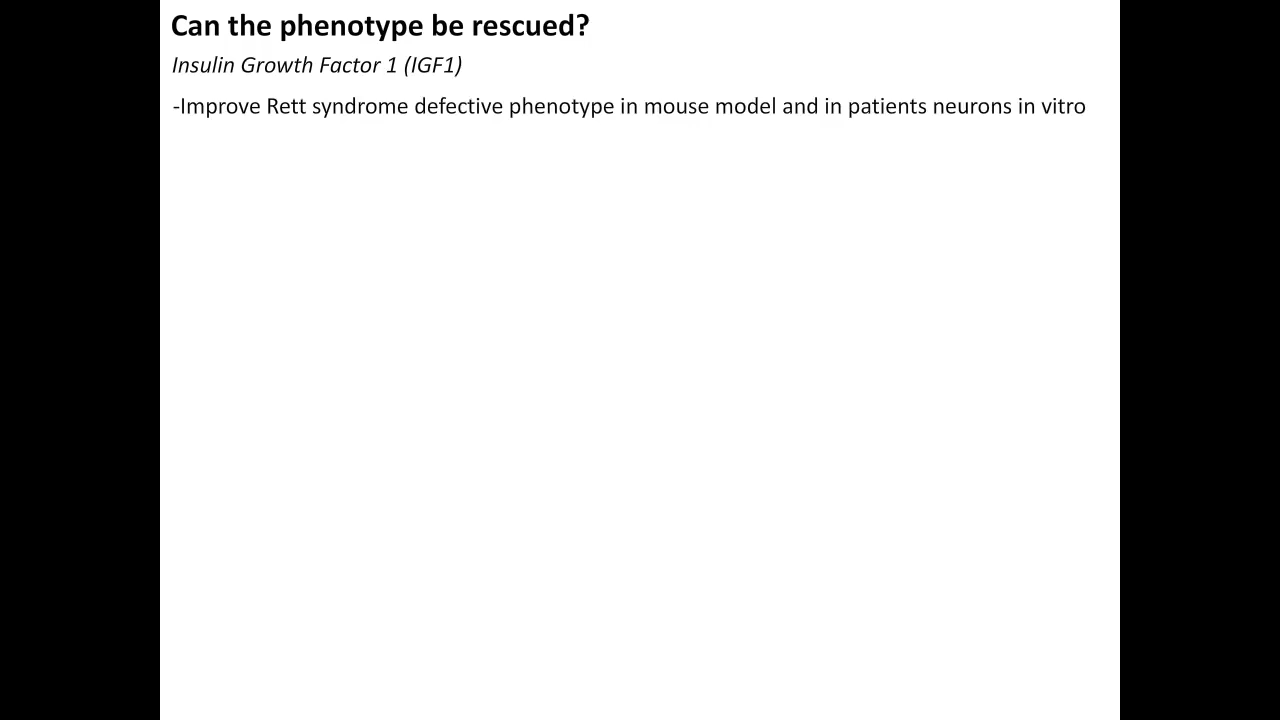 Can the phenotype be rescued?
Insulin Growth Factor 1 (IGF1)
-Improve Rett syndrome defective phenotype in mouse model and in patients neurons in vitro